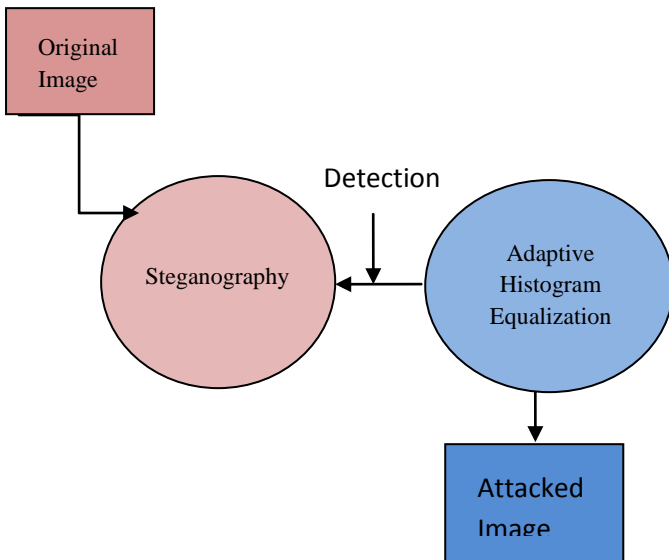 Original
Image
Detection
Steganography
Adaptive
Histogram
Equalization
Attacked
Image